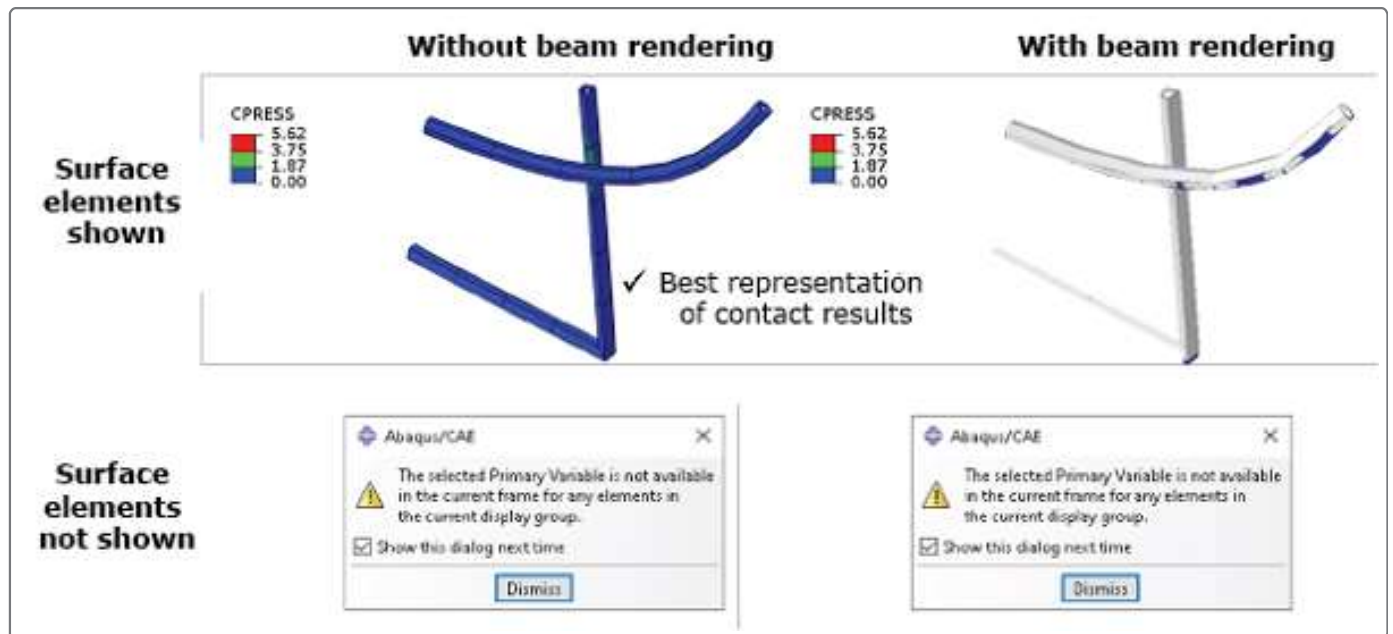 Without beam rendering
With beam rendering
Surface
elements
shown
CPRESS
5.62
3.75
1.87
0.00
CPRESS
5.62
3.75
1.87
0.00
✓ Best representation
of contact results
Surface
elements
not shown
Abaqus/CAE
The selected Primary Variable is not available
in the current frame for any elements in
the current display group.
Show this dialog next time
Dismiss
Abaqus/CAE
The selected Primary Variable is not available
in the current frame for any elements in
the current display group.
Show this dialog next time
Dismiss